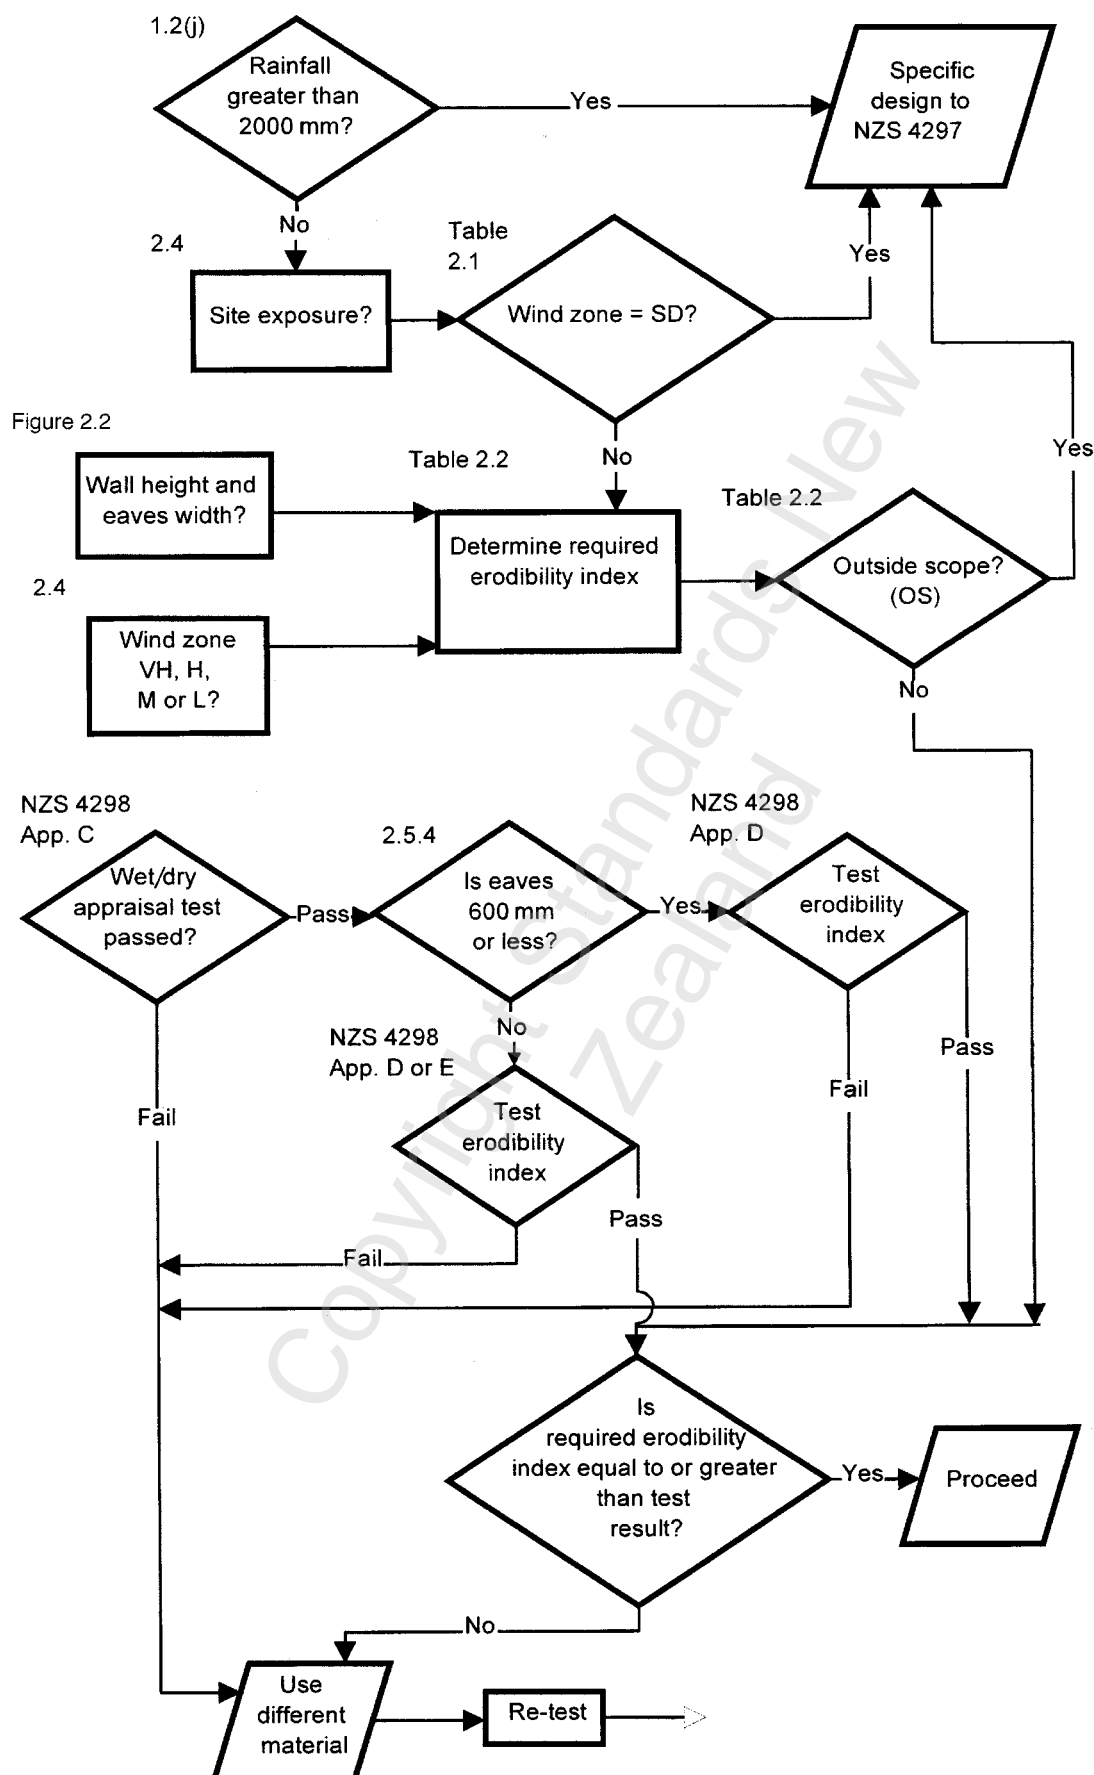 1.2(j)
Rainfall
greater than
2000 mm?
Yes
Specific
design to
NZS 4297
No
2.4
Site exposure?
Table
2.1
Wind zone = SD?
Yes
Figure 2.2
Wall height and
eaves width?
No
Table 2.2
Determine required
erodibility index
Table 2.2
Outside scope?
(OS)
Yes
2.4
Wind zone
VH, H,
M or L?
No
NZS 4298
App. C
Wet/dry
appraisal test
passed?
Pass
2.5.4
Is eaves
600 mm
or less?
Yes
NZS 4298
App. D
Test
erodibility
index
No
NZS 4298
App. D or E
Test
erodibility
index
Pass
Fail
Fail
Pass
Fail
Is
required erodibility
index equal to or greater
than test
result?
Yes
Proceed
No
Use
different
material
Re-test
Copyright Standards New
Zealand